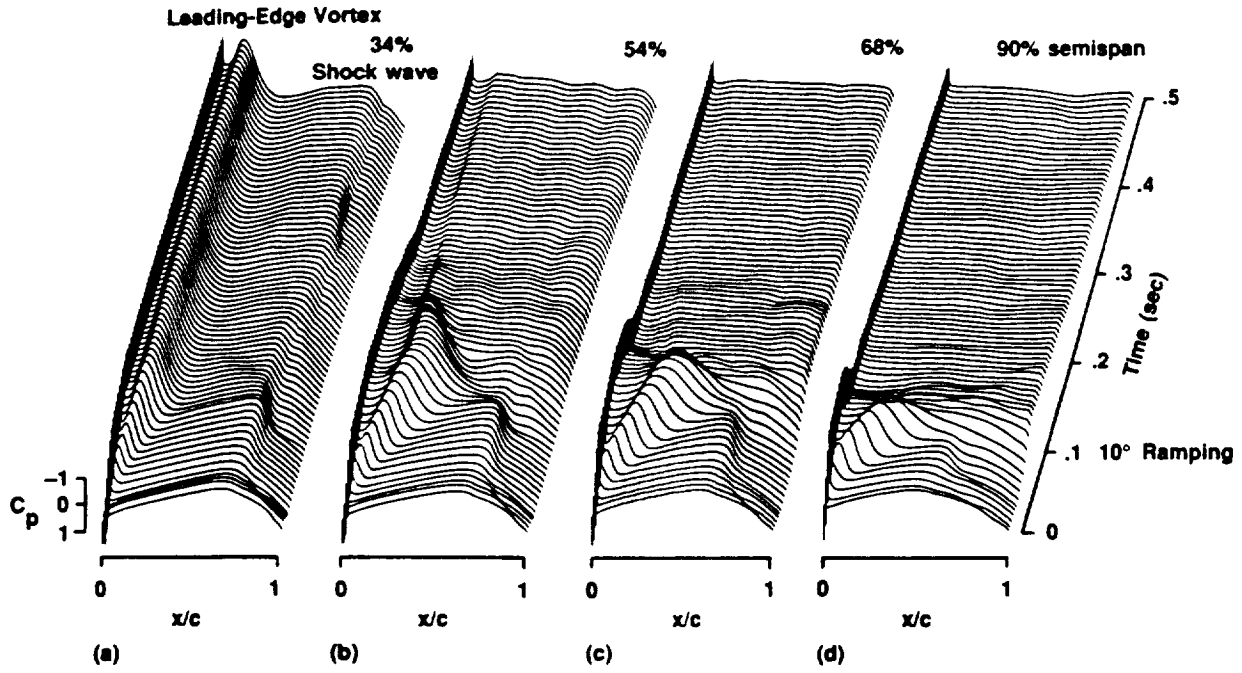 Leading-Edge Vortex
34% 54% 68% 90% semispan
Shock wave
.5
.4
.3
Time (sec)
.2
.1 10° Ramping
0
−1
Cp 0
1
0 1 0 1 0 1 0 1
x/c x/c x/c x/c
(a) (b) (c) (d)